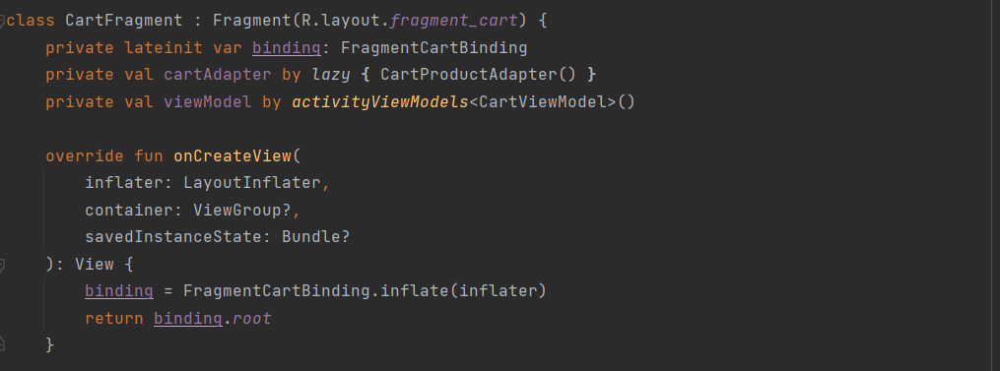 class CartFragment : Fragment(R.layout.fragment_cart) {
    private lateinit var binding: FragmentCartBinding
    private val cartAdapter by lazy { CartProductAdapter() }
    private val viewModel by activityViewModels<CartViewModel>()

    override fun onCreateView(
        inflater: LayoutInflater,
        container: ViewGroup?,
        savedInstanceState: Bundle?
    ): View {
        binding = FragmentCartBinding.inflate(inflater)
        return binding.root
    }